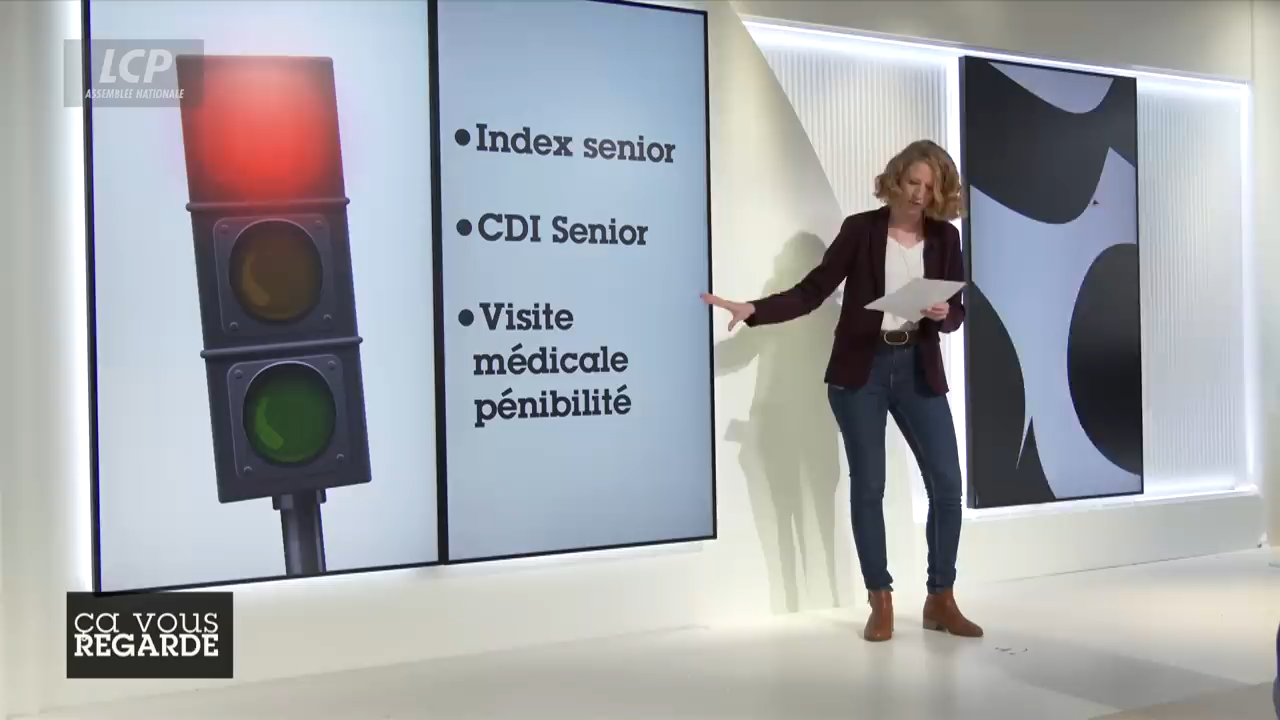 LCP
ASSEMBLÉE NATIONALE
• Index senior
• CDI Senior
• Visite
médicale
pénibilité
ça vous
REGARDE